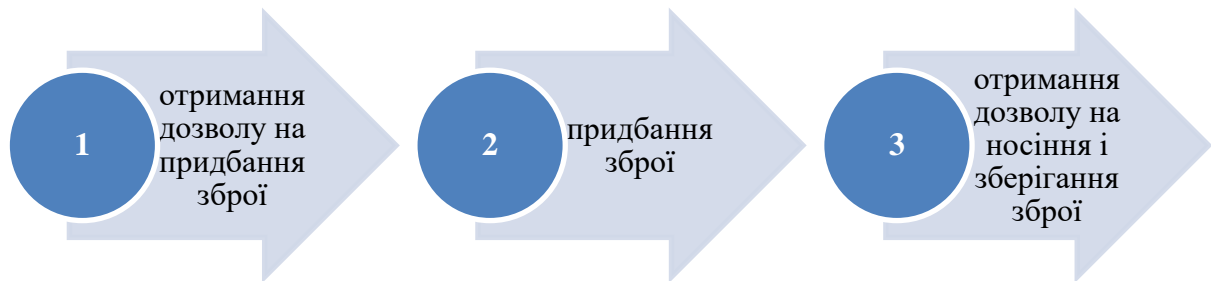 1
отримання
дозволу на
придбання
зброї
2
придбання
зброї
3
отримання
дозволу на
носіння і
зберігання
зброї